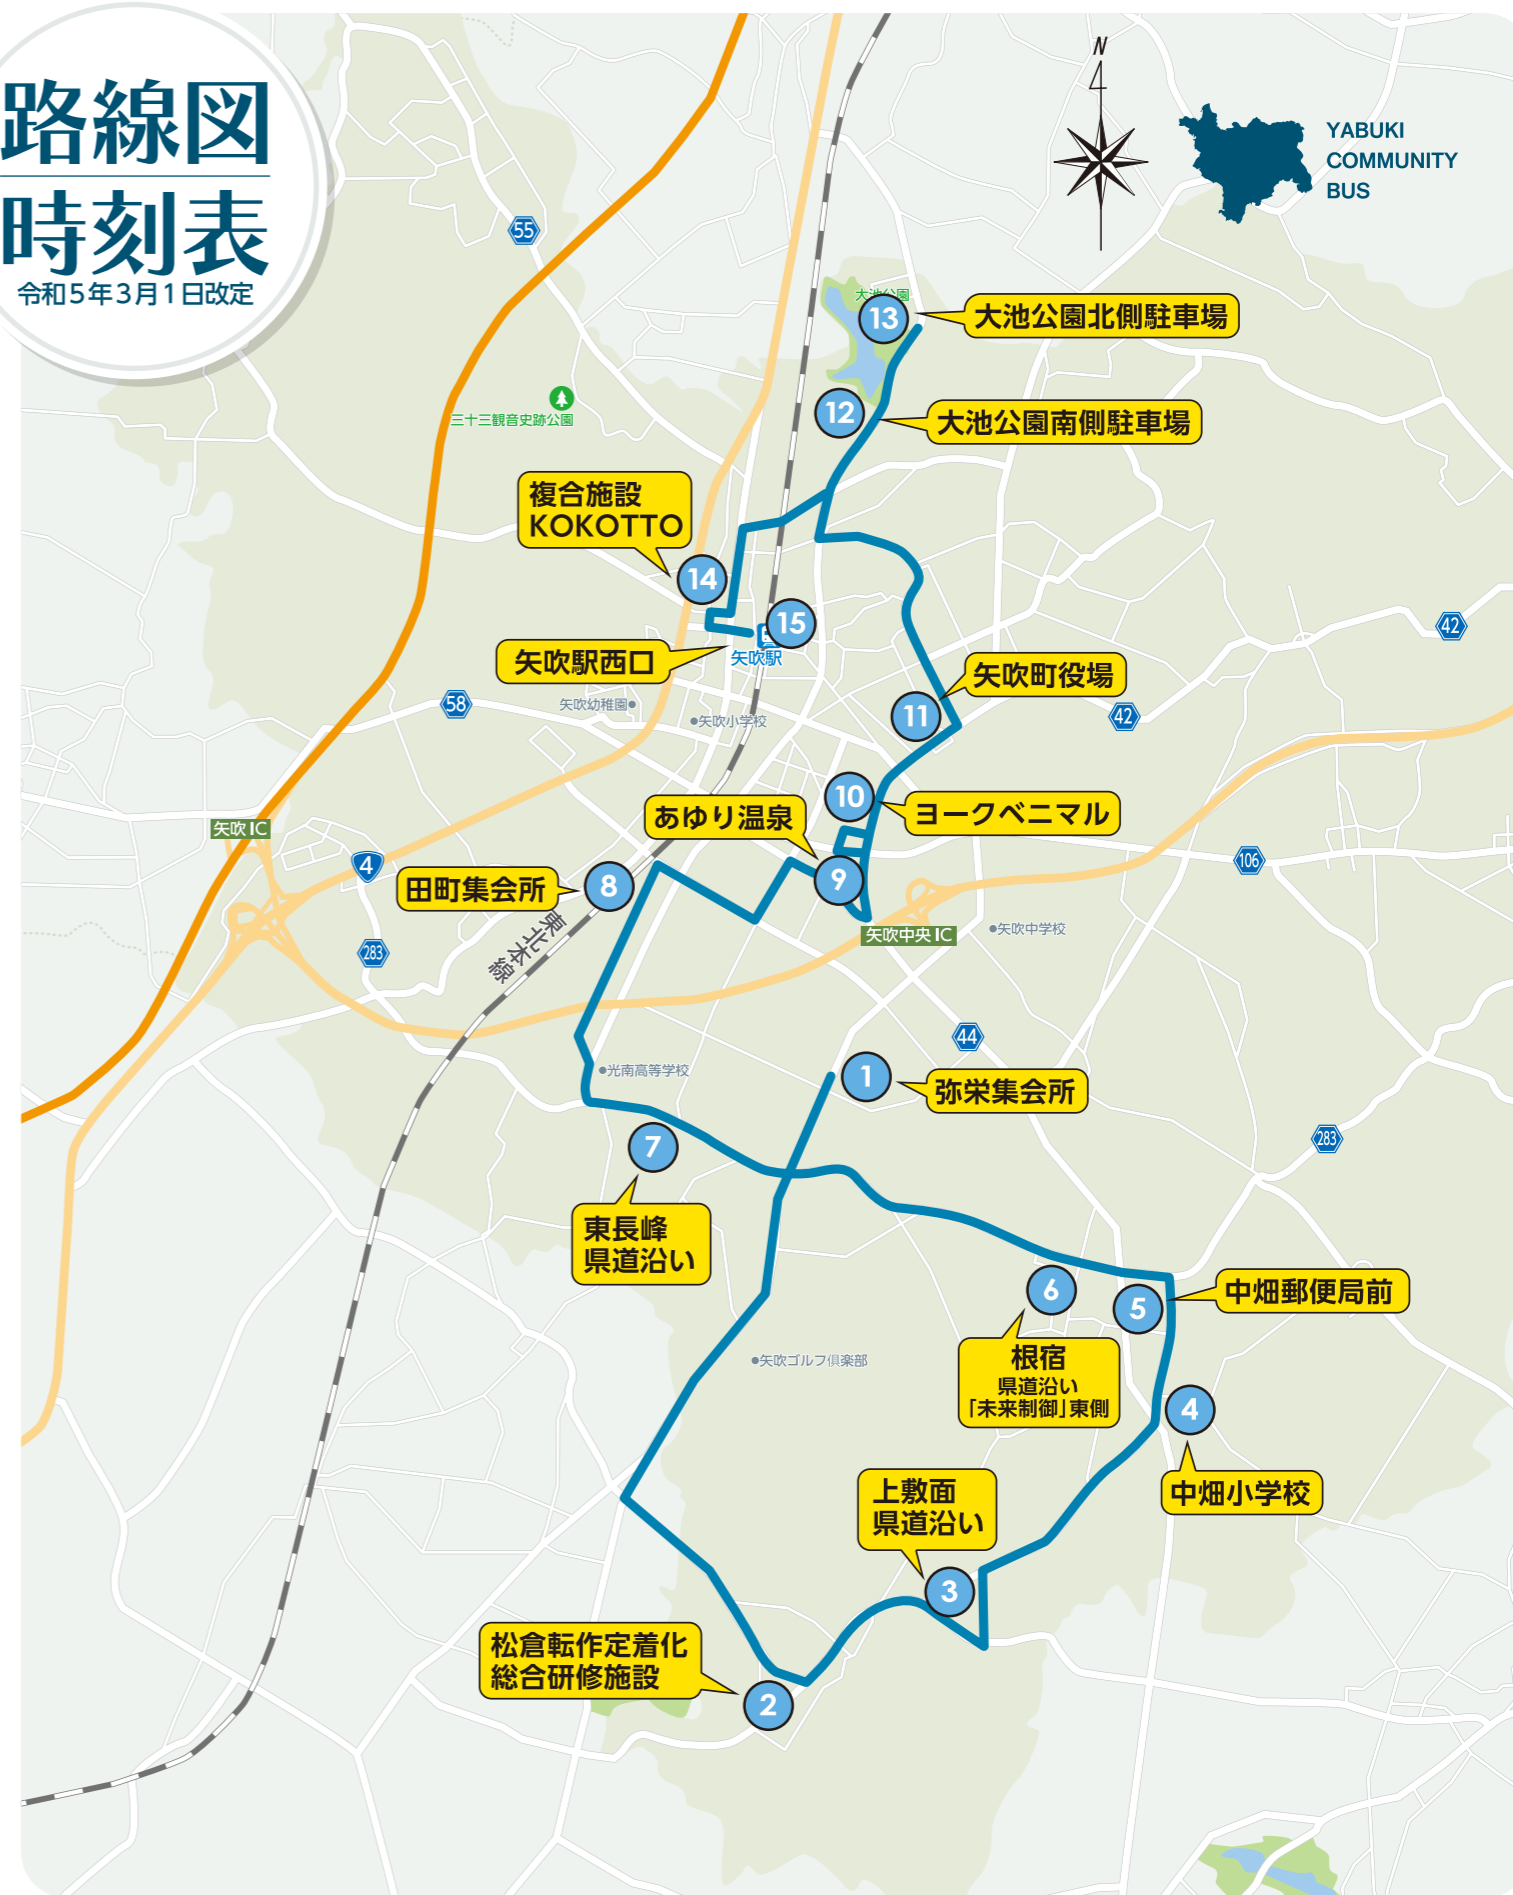 路線図
時刻表
令和5年3月1日改定
N
YABUKI
COMMUNITY
BUS
55
大池公園
13
大池公園北側駐車場
12
大池公園南側駐車場
三十三観音史跡公園
複合施設
KOKOTTO
14
15
矢吹駅西口
矢吹駅
矢吹町役場
42
58
矢吹幼稚園
矢吹小学校
11
42
10
ヨークベニマル
あゆり温泉
矢吹IC
4
106
9
8
田町集会所
東北本線
矢吹中央IC
矢吹中学校
283
44
光南高等学校
1
弥栄集会所
283
7
東長峰
県道沿い
6
5
中畑郵便局前
根宿
県道沿い
「未来制御」東側
矢吹ゴルフ倶楽部
4
中畑小学校
上敷面
県道沿い
3
松倉転作定着化
総合研修施設
2